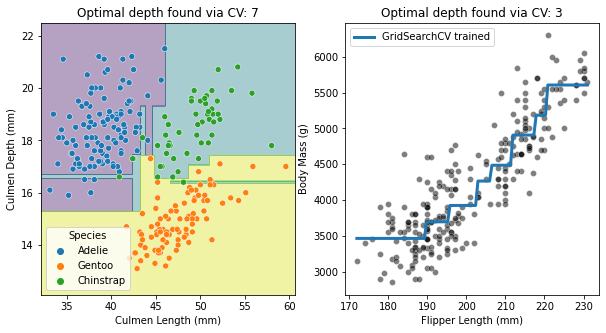 Optimal depth found via CV: 7
Culmen Depth (mm)
22
20
18
16
14
Species
Adelie
Gentoo
Chinstrap
35
40
45
50
55
60
Culmen Length (mm)
Optimal depth found via CV: 3
GridSearchCV trained
Body Mass (g)
6000
5500
5000
4500
4000
3500
3000
170
180
190
200
210
220
230
Flipper Length (mm)